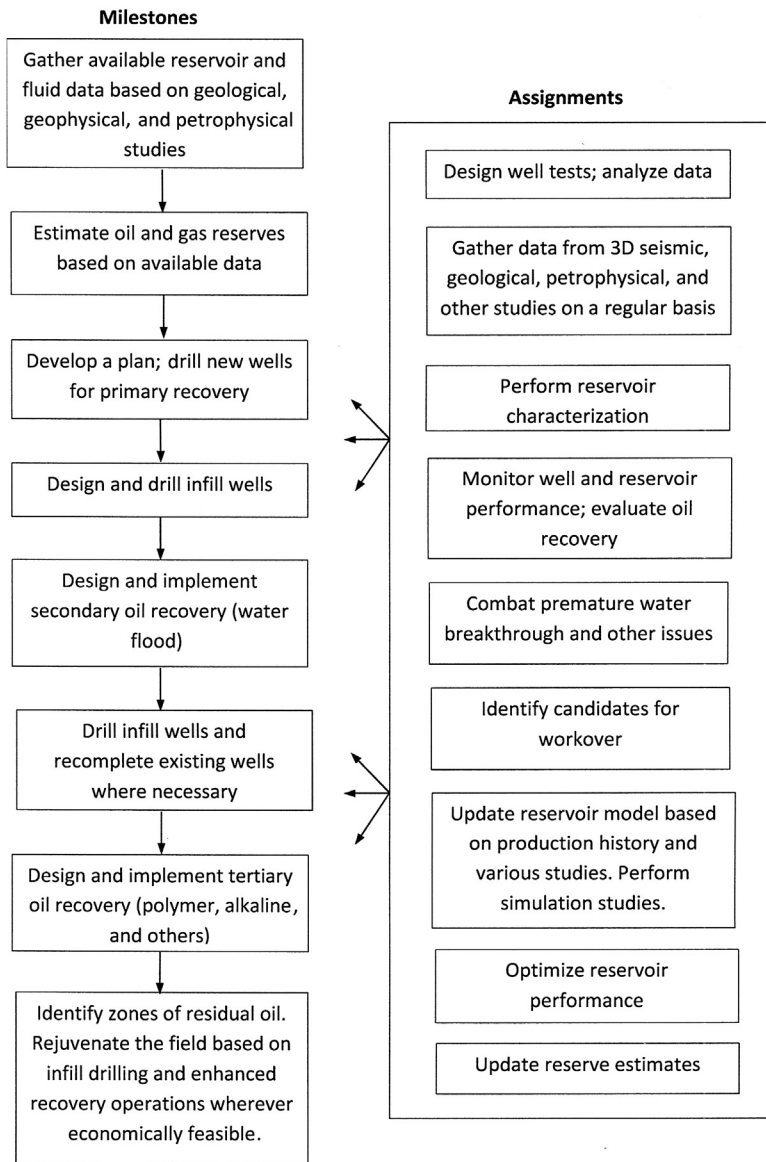 Milestones
Gather available reservoir and
fluid data based on geological,
geophysical, and petrophysical
studies
Estimate oil and gas reserves
based on available data
Develop a plan; drill new wells
for primary recovery
Design and drill infill wells
Design and implement
secondary oil recovery (water
flood)
Drill infill wells and
recomplete existing wells
where necessary
Design and implement tertiary
oil recovery (polymer, alkaline,
and others)
Identify zones of residual oil.
Rejuvenate the field based on
infill drilling and enhanced
recovery operations wherever
economically feasible.
Assignments
Design well tests; analyze data
Gather data from 3D seismic,
geological, petrophysical, and
other studies on a regular basis
Perform reservoir
characterization
Monitor well and reservoir
performance; evaluate oil
recovery
Combat premature water
breakthrough and other issues
Identify candidates for
workover
Update reservoir model based
on production history and
various studies. Perform
simulation studies.
Optimize reservoir
performance
Update reserve estimates